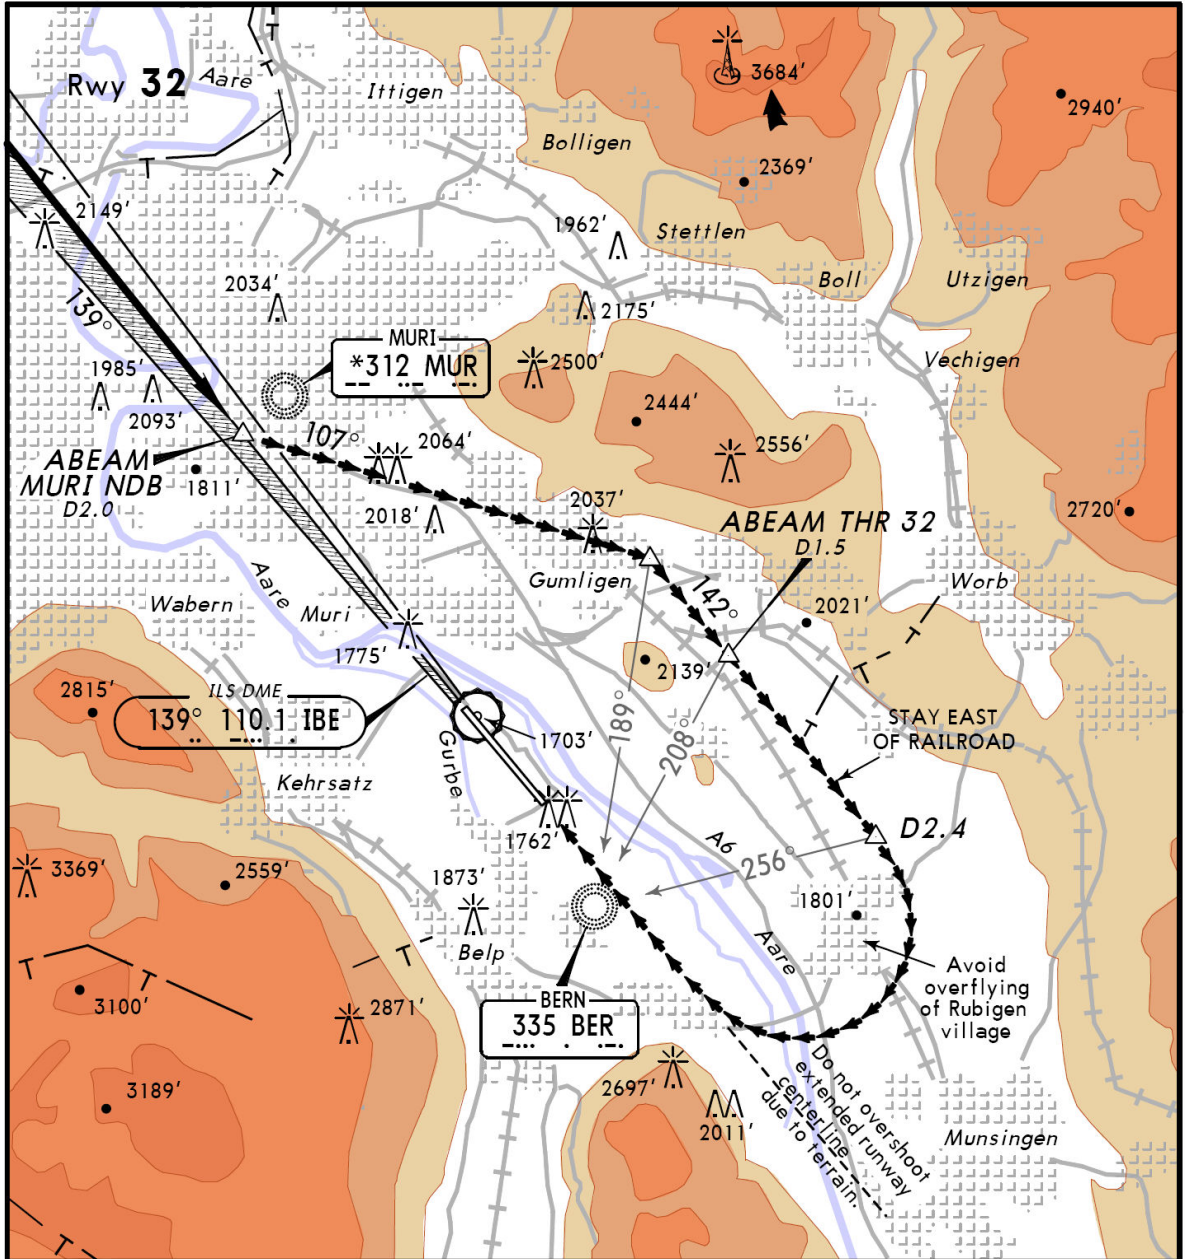 Rwy 32
Aare
Ittigen
3684'
2940'
Bolligen
2369'
2149'
1962'
Stettlen
Boll
Utzigen
139°
2034'
2175'
MURI
*312 MUR
2500'
Vechigen
1985'
2093'
2444'
ABEAM
MURI NDB
D2.0
1811'
107°
2064'
2556'
2018'
2037'
ABEAM THR 32
D1.5
2720'
Gumligen
142°
Worb
Wabern
Aare
Muri
1775'
2021'
2139'
2815'
ILS DME
139° 110.1 IBE
189°
208°
STAY EAST
OF RAILROAD
1703'
Gurbe
Kehrsatz
1762'
A6
D2.4
256°
3369'
2559'
1873'
1801'
Belp
Aare
Avoid
overflying
of Rubigen
village
BERN
335 BER
3100'
2871'
Do not overshoot
extended runway
centerline
due to terrain.
3189'
2697'
2011'
Munsingen
T
T
T
T
T
T
T
T
T
T
T
T